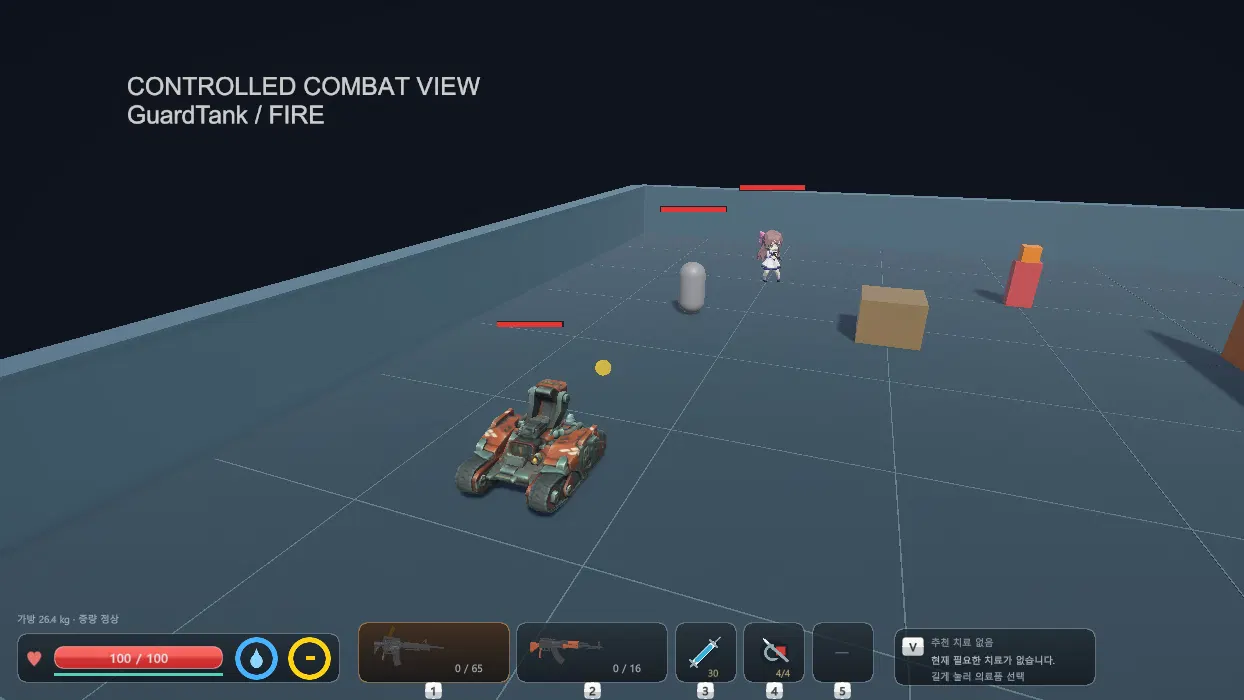 CONTROLLED COMBAT VIEW
GuardTank / FIRE
가방 26.4 kg · 중량 정상
100 / 100
0 / 65
0 / 16
30
4/4
1
2
3
4
5
V
추천 치료 없음
현재 필요한 치료가 없습니다.
길게 눌러 의료품 선택